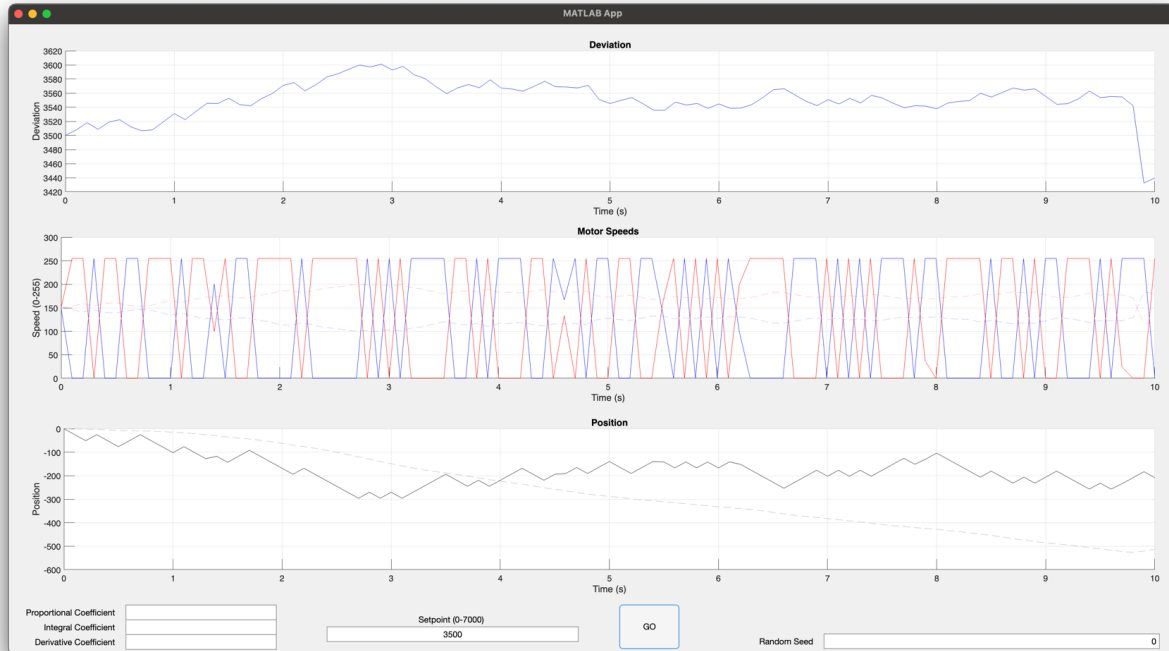 MATLAB App
Deviation
3620
3600
3580
3560
3540
3520
3500
3480
3460
3440
3420
Deviation
0 1 2 3 4 5 6 7 8 9 10
Time (s)
Motor Speeds
300
250
200
150
100
50
0
Speed (0-255)
0 1 2 3 4 5 6 7 8 9 10
Time (s)
Position
0
-100
-200
-300
-400
-500
-600
Position
0 1 2 3 4 5 6 7 8 9 10
Time (s)
Proportional Coefficient
Integral Coefficient
Derivative Coefficient
Setpoint (0-7000)
3500
GO
Random Seed 0